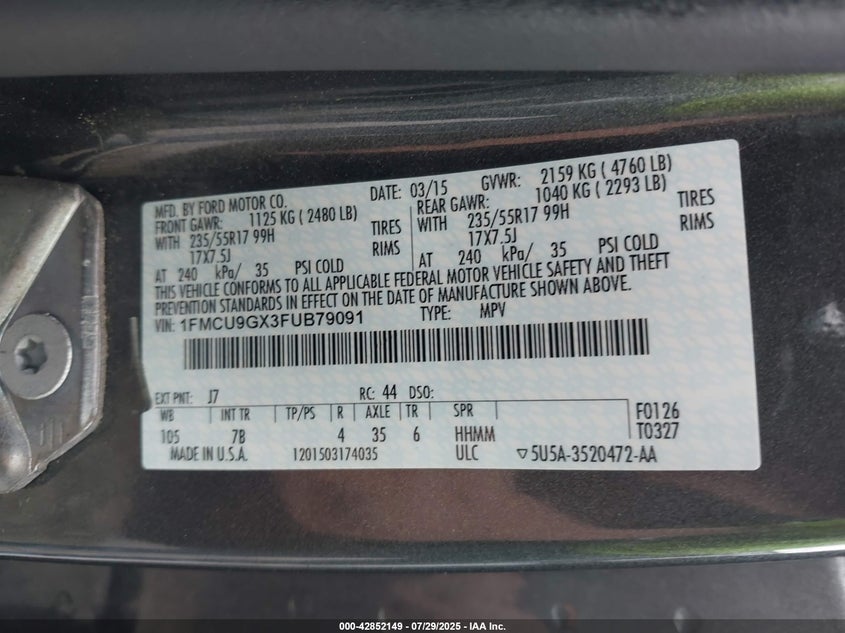 MFD. BY FORD MOTOR CO.
DATE: 03/15 GVWR: 2159 KG ( 4760 LB)
FRONT GAWR: 1125 KG ( 2480 LB) REAR GAWR: 1040 KG ( 2293 LB)
WITH 235/55R17 99H TIRES WITH 235/55R17 99H TIRES
17X7.5J RIMS 17X7.5J RIMS
AT 240 kPa/ 35 PSI COLD AT 240 kPa/ 35 PSI COLD
THIS VEHICLE CONFORMS TO ALL APPLICABLE FEDERAL MOTOR VEHICLE SAFETY AND THEFT
PREVENTION STANDARDS IN EFFECT ON THE DATE OF MANUFACTURE SHOWN ABOVE.
VIN: 1FMCU9GX3FUB79091 TYPE: MPV
EXT PNT: J7 RC: 44 DSO:
WB INT TR TP/PS R AXLE TR SPR F0126
105 7B 4 35 6 HHMM T0327
MADE IN U.S.A. 1201503174035 ULC ▽5U5A-3520472-AA
000-42852149 | 07/29/2025 - IAA Inc.